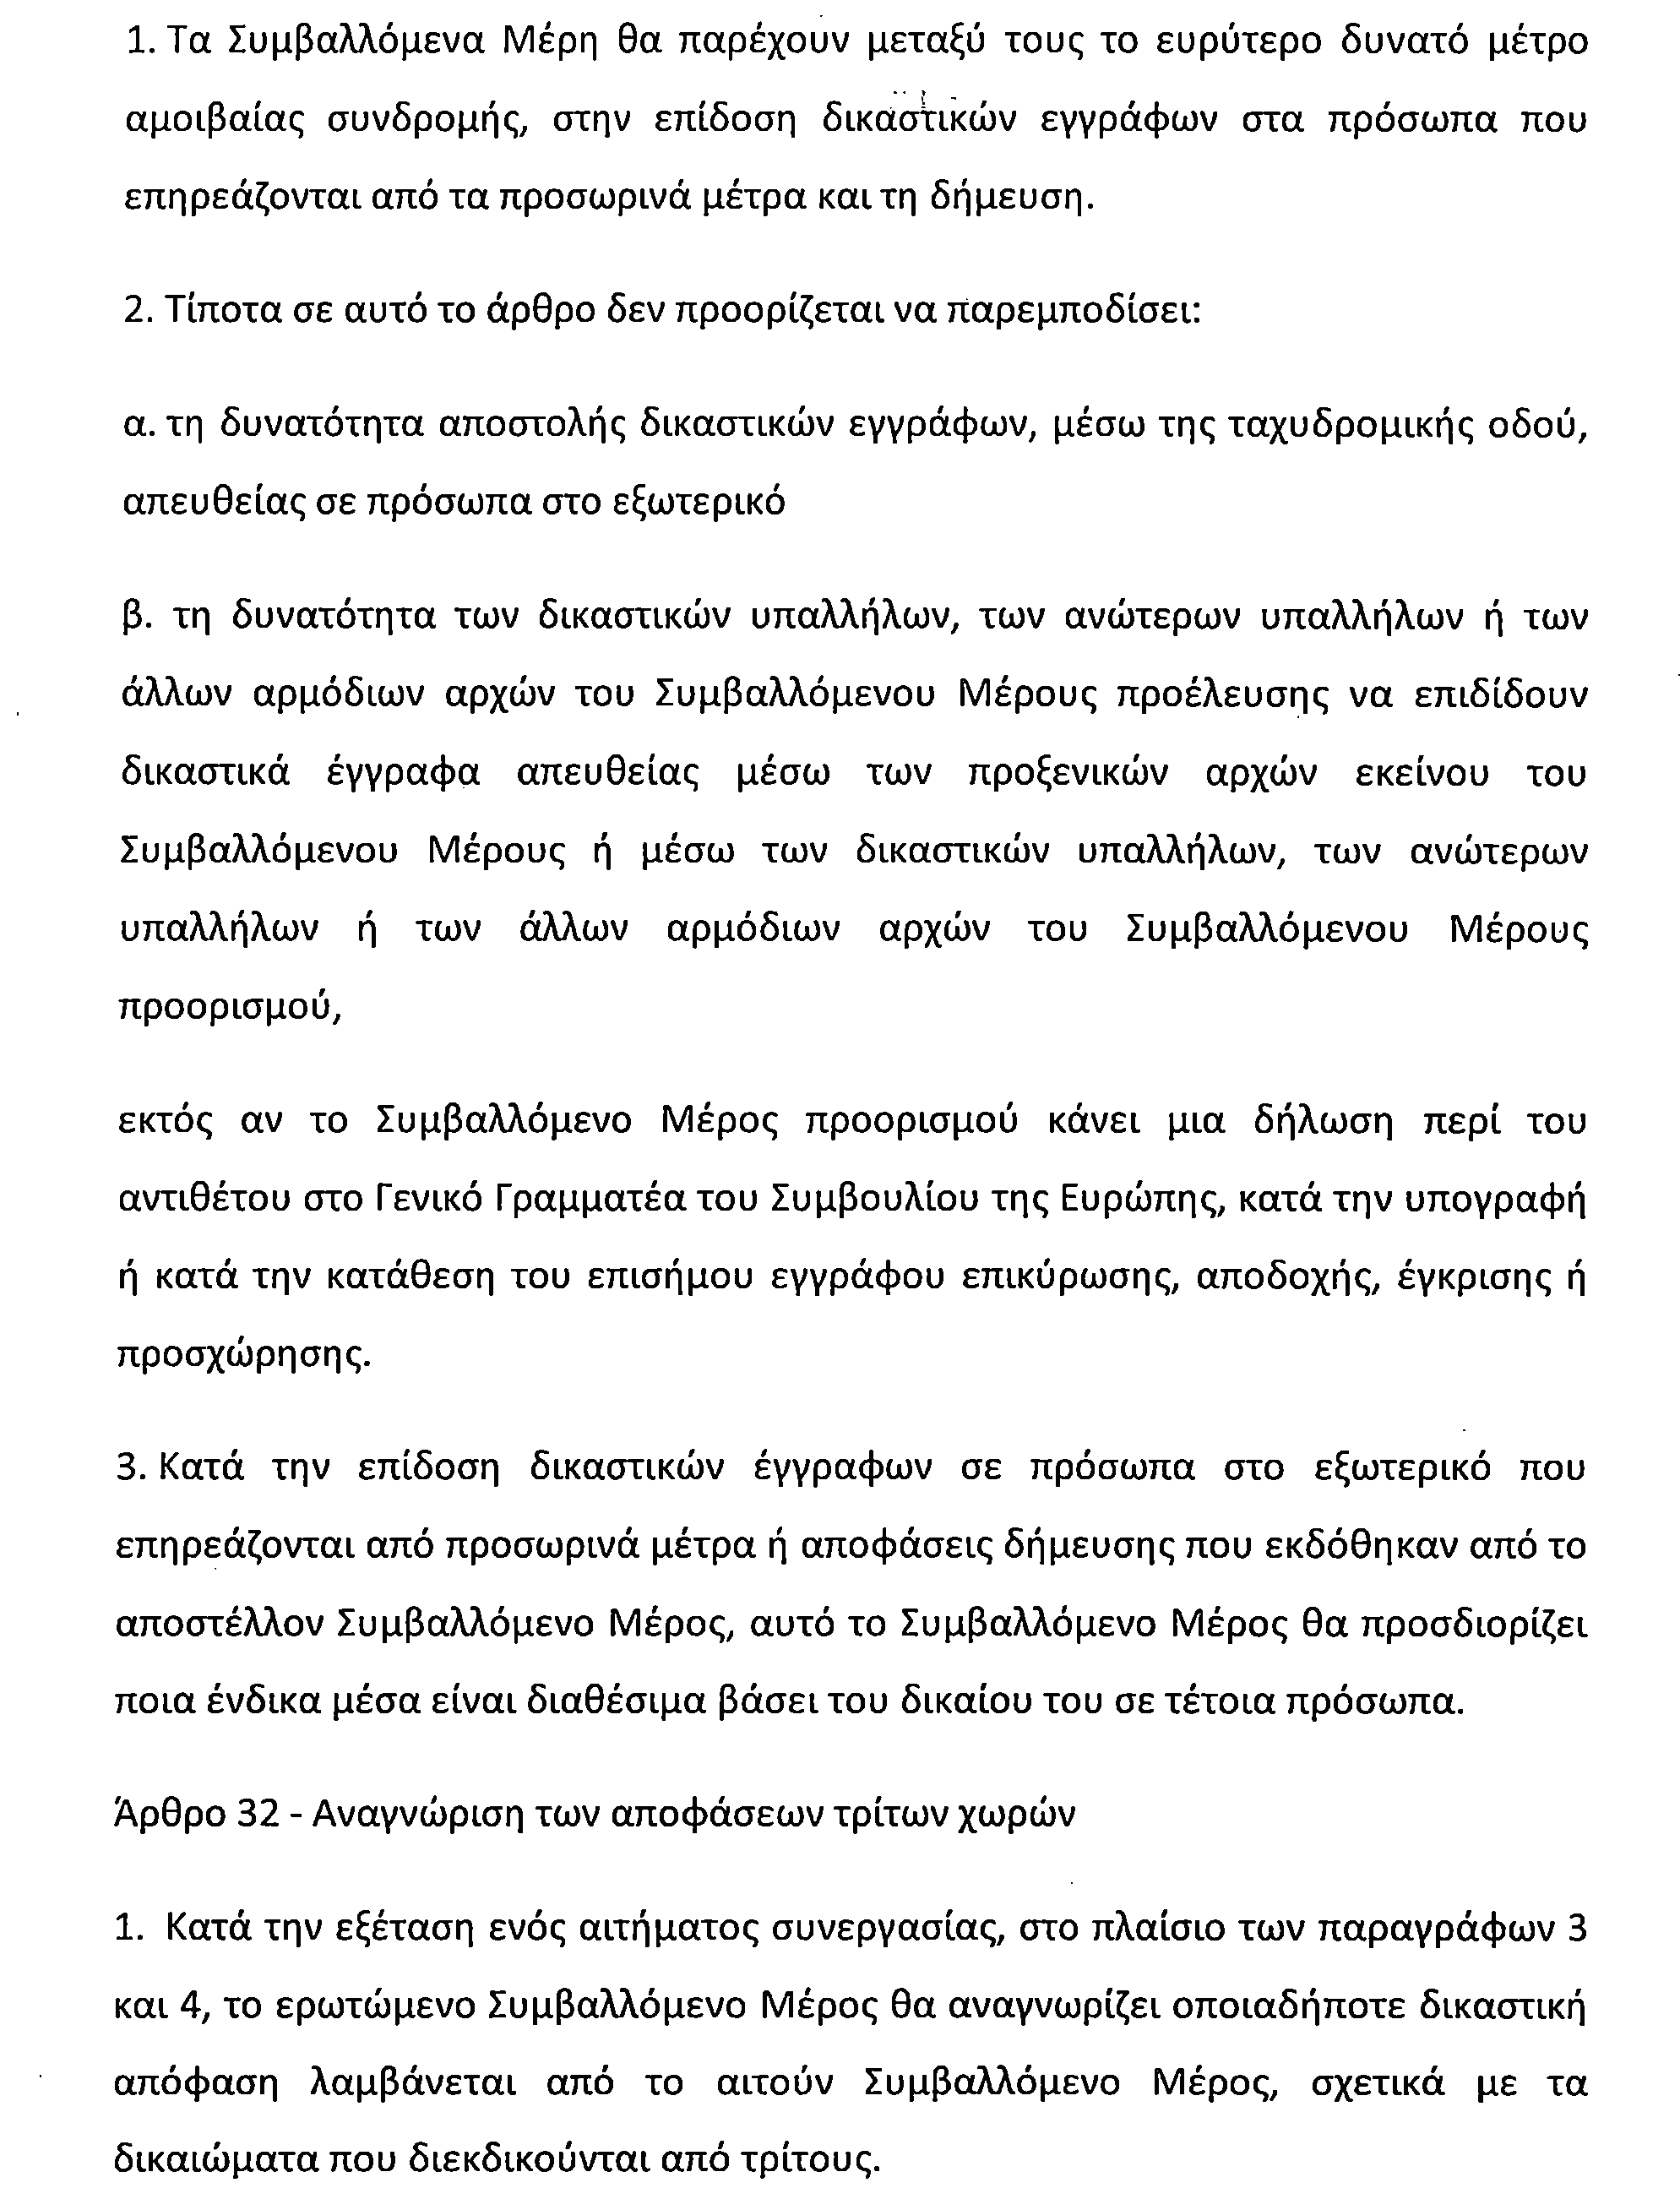 1. Τα Συμβαλλόμενα Μέρη θα παρέχουν μεταξύ τους το ευρύτερο δυνατό μέτρο
αμοιβαίας συνδρομής, στην επίδοση δικαστικών εγγράφων στα πρόσωπα που
επηρεάζονται από τα προσωρινά μέτρα και τη δήμευση.
2. Τίποτα σε αυτό το άρθρο δεν προορίζεται να παρεμποδίσει:
α. τη δυνατότητα αποστολής δικαστικών εγγράφων, μέσω της ταχυδρομικής οδού,
απευθείας σε πρόσωπα στο εξωτερικό
β. τη δυνατότητα των δικαστικών υπαλλήλων, των ανώτερων υπαλλήλων ή των
άλλων αρμόδιων αρχών του Συμβαλλόμενου Μέρους προέλευσης να επιδίδουν
δικαστικά έγγραφα απευθείας μέσω των προξενικών αρχών εκείνου του
Συμβαλλόμενου Μέρους ή μέσω των δικαστικών υπαλλήλων, των ανώτερων
υπαλλήλων ή των άλλων αρμόδιων αρχών του Συμβαλλόμενου Μέρους
προορισμού,
εκτός αν το Συμβαλλόμενο Μέρος προορισμού κάνει μια δήλωση περί του
αντιθέτου στο Γενικό Γραμματέα του Συμβουλίου της Ευρώπης, κατά την υπογραφή
ή κατά την κατάθεση του επισήμου εγγράφου επικύρωσης, αποδοχής, έγκρισης ή
προσχώρησης.
3. Κατά την επίδοση δικαστικών έγγραφων σε πρόσωπα στο εξωτερικό που
επηρεάζονται από προσωρινά μέτρα ή αποφάσεις δήμευσης που εκδόθηκαν από το
αποστέλλον Συμβαλλόμενο Μέρος, αυτό το Συμβαλλόμενο Μέρος θα προσδιορίζει
ποια ένδικα μέσα είναι διαθέσιμα βάσει του δικαίου του σε τέτοια πρόσωπα.
Άρθρο 32 - Αναγνώριση των αποφάσεων τρίτων χωρών
1. Κατά την εξέταση ενός αιτήματος συνεργασίας, στο πλαίσιο των παραγράφων 3
και 4, το ερωτώμενο Συμβαλλόμενο Μέρος θα αναγνωρίζει οποιαδήποτε δικαστική
απόφαση λαμβάνεται από το αιτούν Συμβαλλόμενο Μέρος, σχετικά με τα
δικαιώματα που διεκδικούνται από τρίτους.